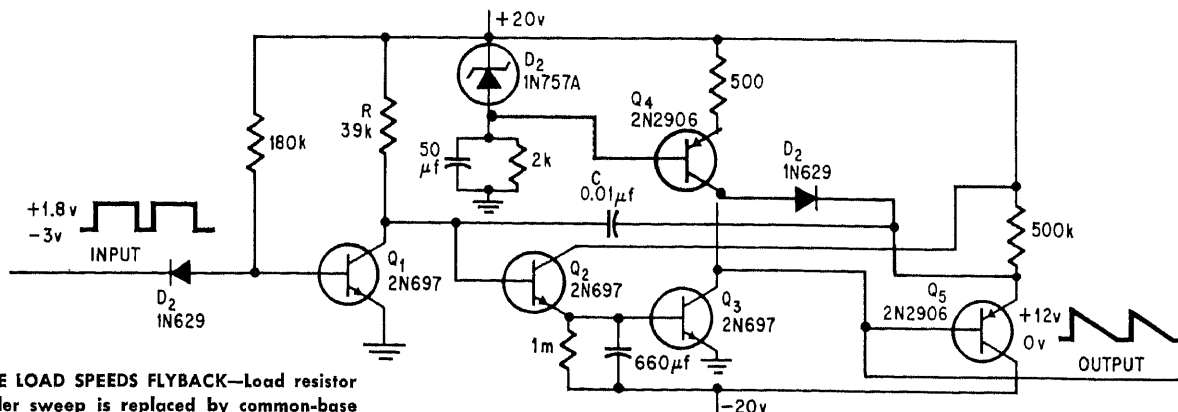 +20v
D2
1N757A
500
Q4
2N2906
R
39k
180k
50
μf
2k
D2
1N629
C
0.01μf
+1.8v
-3v
INPUT
500k
Q1
2N697
Q2
2N697
Q5
2N2906
+12v
0v
D2
1N629
Q3
2N697
1m
660μf
OUTPUT
E LOAD SPEEDS FLYBACK—Load resistor
ler sweep is replaced by common-base
-20v